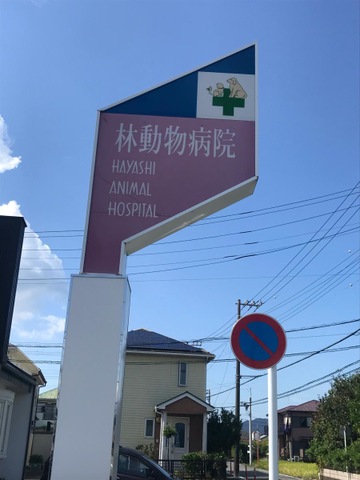 林動物病院
HAYASHI
ANIMAL
HOSPITAL